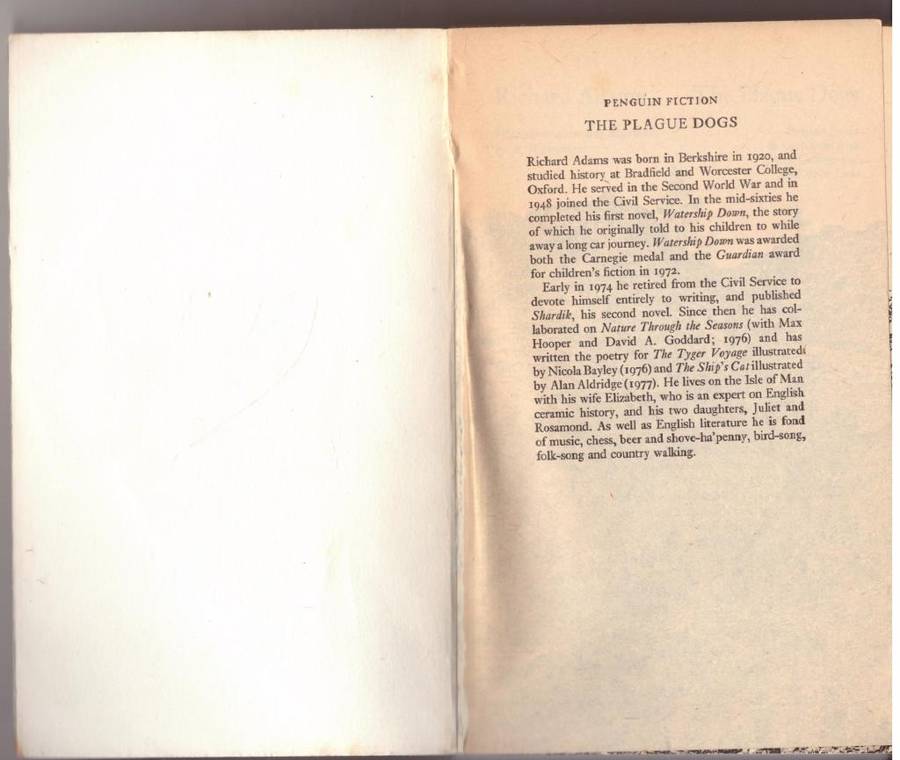 PENGUIN FICTION
THE PLAGUE DOGS
Richard Adams was born in Berkshire in 1920, and
studied history at Bradfield and Worcester College,
Oxford. He served in the Second World War and in
1948 joined the Civil Service. In the mid-sixties he
completed his first novel, Watership Down, the story
of which he originally told to his children to while
away a long car journey. Watership Down was awarded
both the Carnegie medal and the Guardian award
for children's fiction in 1972.
Early in 1974 he retired from the Civil Service to
devote himself entirely to writing, and published
Shardik, his second novel. Since then he has col-
laborated on Nature Through the Seasons (with Max
Hooper and David A. Goddard; 1976) and has
written the poetry for The Tyger Voyage illustrated
by Nicola Bayley (1976) and The Ship's Cat illustrated
by Alan Aldridge (1977). He lives on the Isle of Man
with his wife Elizabeth, who is an expert on English
ceramic history, and his two daughters, Juliet and
Rosamond. As well as English literature he is fond
of music, chess, beer and shove-ha'penny, bird-song,
folk-song and country walking.